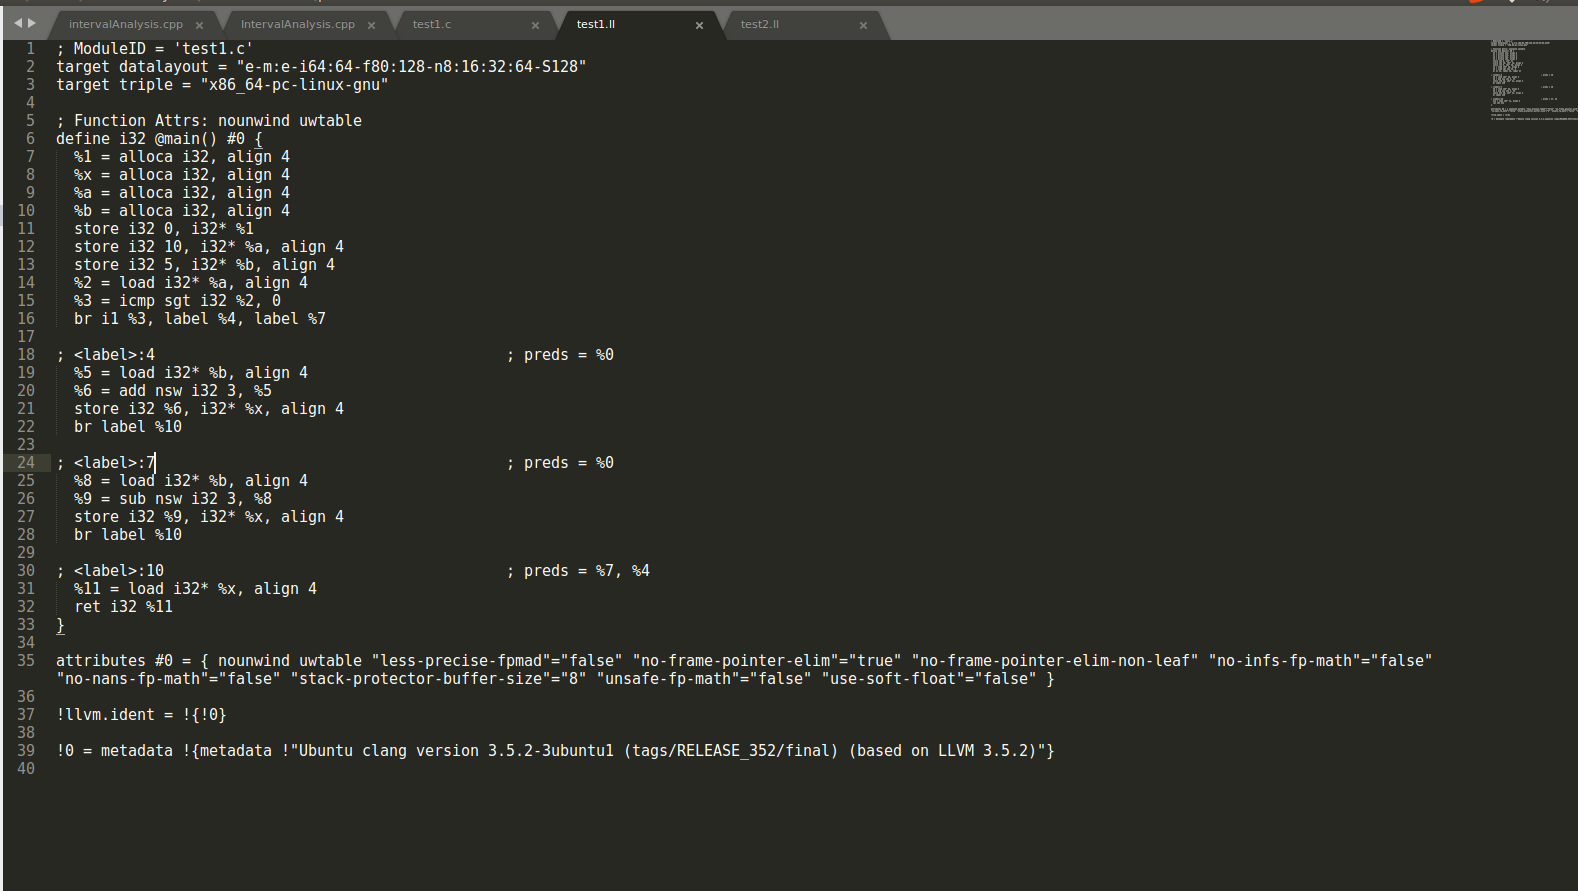 intervalAnalysis.cpp × IntervalAnalysis.cpp × test1.c × test1.ll × test2.ll ×
1 ; ModuleID = 'test1.c'
2 target datalayout = "e-m:e-i64:64-f80:128-n8:16:32:64-S128"
3 target triple = "x86_64-pc-linux-gnu"
4
5 ; Function Attrs: nounwind uwtable
6 define i32 @main() #0 {
7   %1 = alloca i32, align 4
8   %x = alloca i32, align 4
9   %a = alloca i32, align 4
10   %b = alloca i32, align 4
11   store i32 0, i32* %1
12   store i32 10, i32* %a, align 4
13   store i32 5, i32* %b, align 4
14   %2 = load i32* %a, align 4
15   %3 = icmp sgt i32 %2, 0
16   br i1 %3, label %4, label %7
17
18 ; <label>:4                                       ; preds = %0
19   %5 = load i32* %b, align 4
20   %6 = add nsw i32 3, %5
21   store i32 %6, i32* %x, align 4
22   br label %10
23
24 ; <label>:7                                       ; preds = %0
25   %8 = load i32* %b, align 4
26   %9 = sub nsw i32 3, %8
27   store i32 %9, i32* %x, align 4
28   br label %10
29
30 ; <label>:10                                      ; preds = %7, %4
31   %11 = load i32* %x, align 4
32   ret i32 %11
33 }
34
35 attributes #0 = { nounwind uwtable "less-precise-fpmad"="false" "no-frame-pointer-elim"="true" "no-frame-pointer-elim-non-leaf" "no-infs-fp-math"="false"
"no-nans-fp-math"="false" "stack-protector-buffer-size"="8" "unsafe-fp-math"="false" "use-soft-float"="false" }
36
37 !llvm.ident = !{!0}
38
39 !0 = metadata !{metadata !"Ubuntu clang version 3.5.2-3ubuntu1 (tags/RELEASE_352/final) (based on LLVM 3.5.2)"}
40